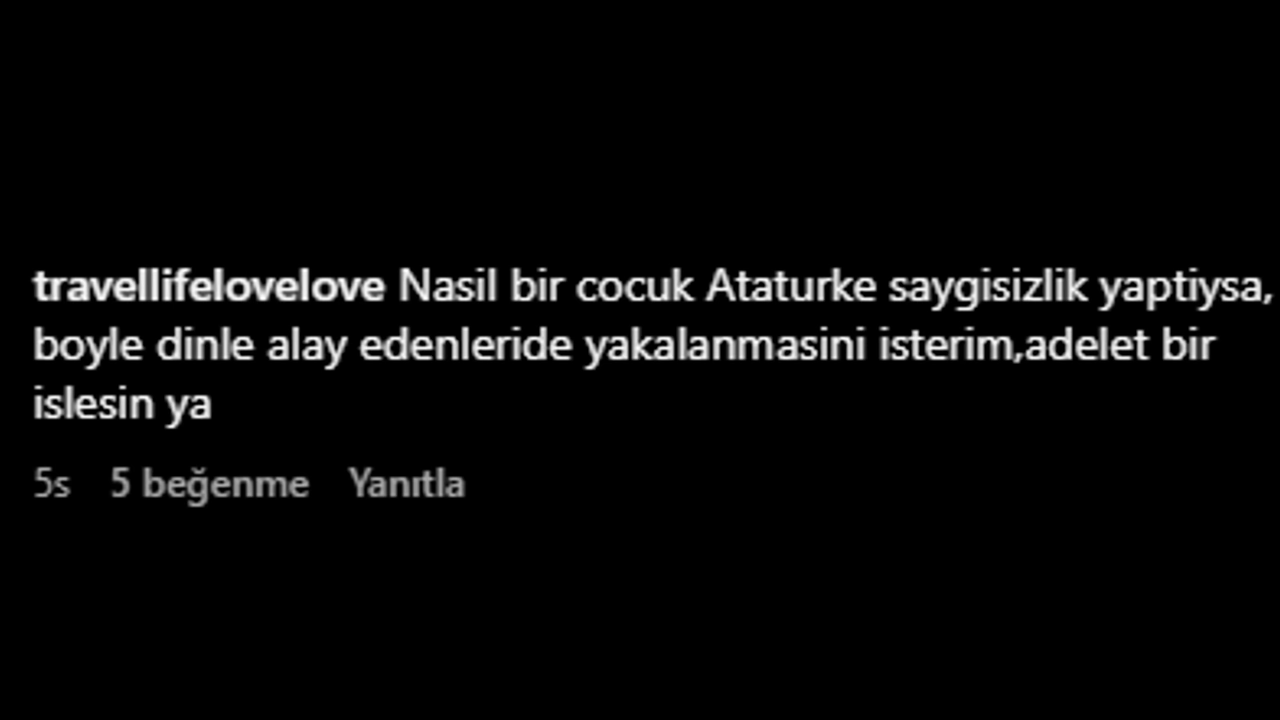 travellifelovelove Nasil bir cocuk Ataturke saygisizlik yaptiysa,
boyle dinle alay edenleride yakalanmasini isterim,adelet bir
islesin ya
5s 5 beğenme Yanıtla